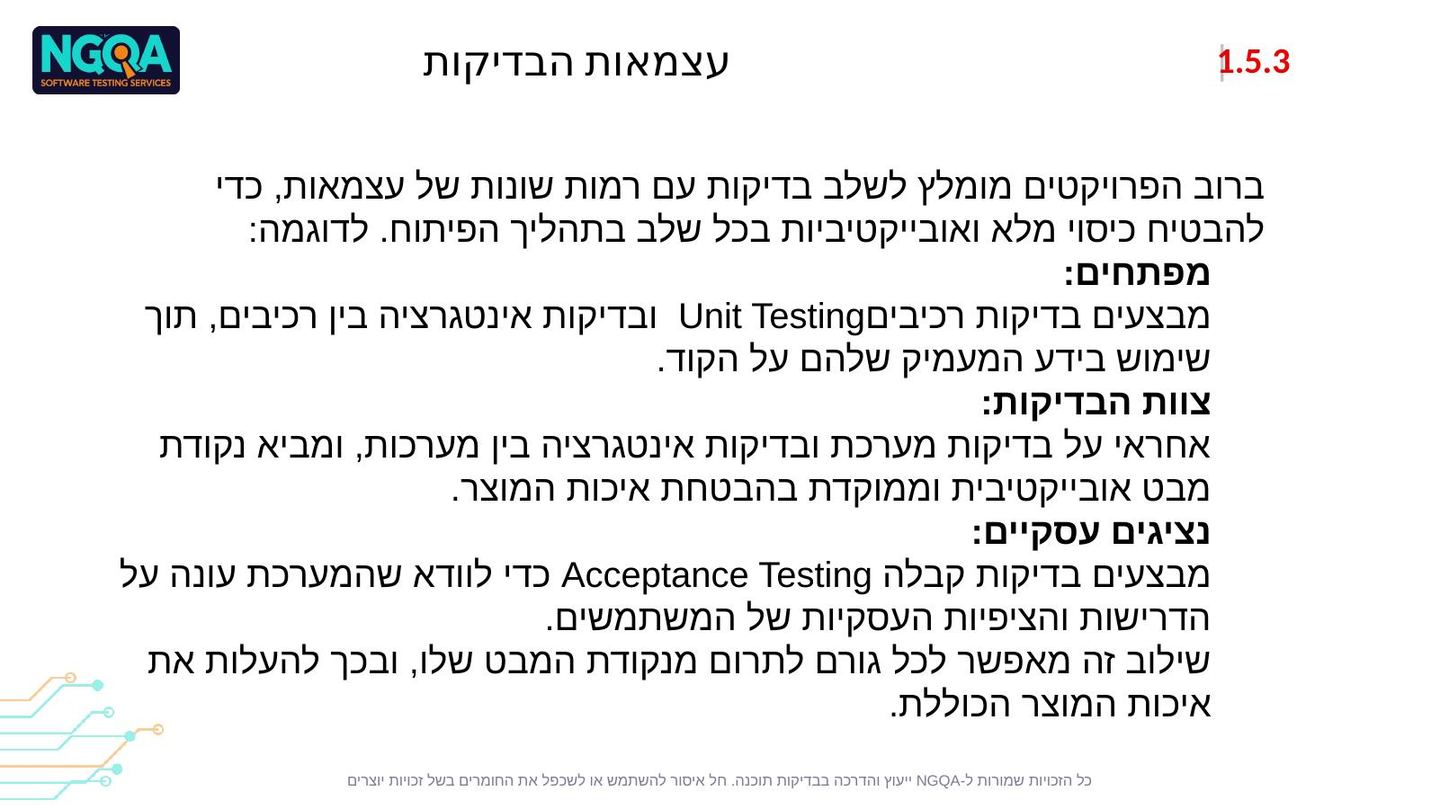 NGQA
SOFTWARE TESTING SERVICES
עצמאות הבדיקות
1.5.3
ברוב הפרויקטים מומלץ לשלב בדיקות עם רמות שונות של עצמאות, כדי
להבטיח כיסוי מלא ואובייקטיביות בכל שלב בתהליך הפיתוח. לדוגמה:
מפתחים:
מבצעים בדיקות רכיביםUnit Testing ובדיקות אינטגרציה בין רכיבים, תוך
שימוש בידע המעמיק שלהם על הקוד.
צוות הבדיקות:
אחראי על בדיקות מערכת ובדיקות אינטגרציה בין מערכות, ומביא נקודת
מבט אובייקטיבית וממוקדת בהבטחת איכות המוצר.
נציגים עסקיים:
מבצעים בדיקות קבלה Acceptance Testing כדי לוודא שהמערכת עונה על
הדרישות והציפיות העסקיות של המשתמשים.
שילוב זה מאפשר לכל גורם לתרום מנקודת המבט שלו, ובכך להעלות את
איכות המוצר הכוללת.
כל הזכויות שמורות ל-NGQA ייעוץ והדרכה בבדיקות תוכנה. חל איסור להשתמש או לשכפל את החומרים בשל זכויות יוצרים